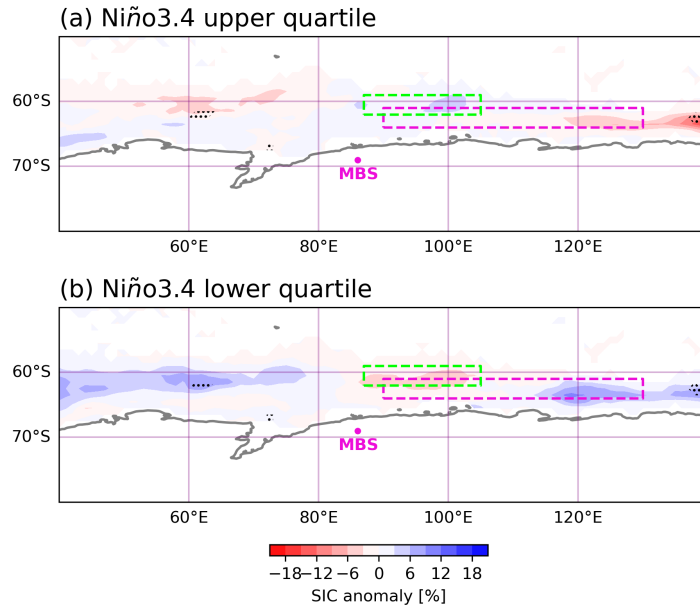 (a) Niño3.4 upper quartile
60°S
70°S
MBS
60°E 80°E 100°E 120°E
(b) Niño3.4 lower quartile
60°S
70°S
MBS
60°E 80°E 100°E 120°E
−18 −12 −6 0 6 12 18
SIC anomaly [%]